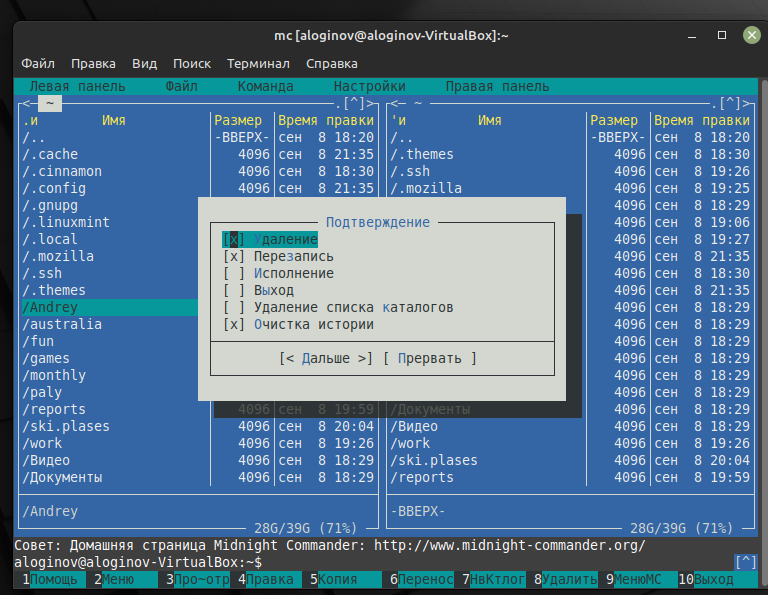 mc [aloginov@aloginov-VirtualBox]:~
Файл Правка Вид Поиск Терминал Справка
Левая панель Файл Команда Настройки Правая панель
<─ ~ .[^]> <─ ~ .[^]>
.и Имя Размер Время правки 'и Имя Размер Время правки
/.. -ВВЕРХ- сен 8 18:20 /.. -ВВЕРХ- сен 8 18:20
/.cache 4096 сен 8 21:35 /.themes 4096 сен 8 18:30
/.cinnamon 4096 сен 8 18:30 /.ssh 4096 сен 8 19:26
/.config 4096 сен 8 21:35 /.mozilla 4096 сен 8 19:25
/.gnupg 4096 сен 8 18:29
/.linuxmint Подтверждение 4096 сен 8 19:06
/.local [x] Удаление 4096 сен 8 19:27
/.mozilla [x] Перезапись 4096 сен 8 21:35
/.ssh [ ] Исполнение 4096 сен 8 18:30
/.themes [ ] Выход 4096 сен 8 21:35
/Andrey [ ] Удаление списка каталогов 4096 сен 8 18:29
/australia [x] Очистка истории 4096 сен 8 18:29
/fun 4096 сен 8 18:29
/games [< Дальше >] [ Прервать ] 4096 сен 8 18:29
/monthly 4096 сен 8 18:29
/paly 4096 сен 8 18:29
/reports 4096 сен 8 19:59 /Документы 4096 сен 8 18:29
/ski.plases 4096 сен 8 20:04 /Видео 4096 сен 8 18:29
/work 4096 сен 8 19:26 /work 4096 сен 8 19:26
/Видео 4096 сен 8 18:29 /ski.plases 4096 сен 8 20:04
/Документы 4096 сен 8 18:29 /reports 4096 сен 8 19:59
/Andrey -ВВЕРХ-
28G/39G (71%) 28G/39G (71%)
Совет: Домашняя страница Midnight Commander: http://www.midnight-commander.org/
aloginov@aloginov-VirtualBox:~$ [^]
1Помощь 2Меню 3Про~отр 4Правка 5Копия 6Перенос 7НвКтлог 8Удалить 9МенюMC 10Выход